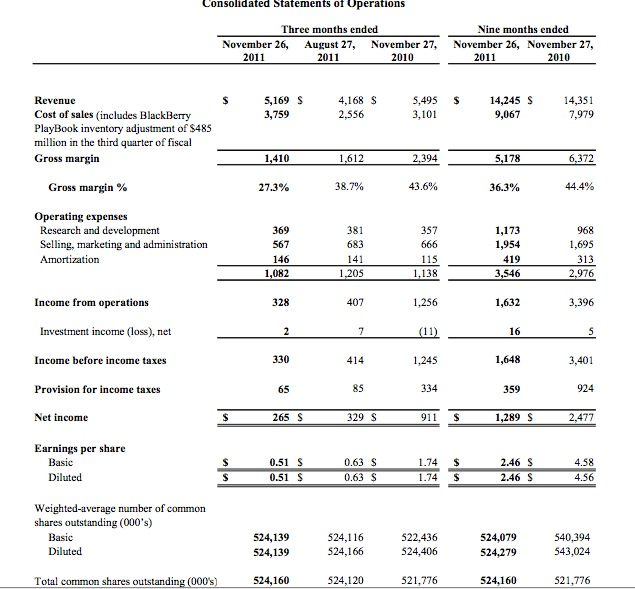 Consolidated Statements of Operations
Three months ended Nine months ended
November 26, August 27, November 27, November 26, November 27,
2011 2011 2010 2011 2010
Revenue $ 5,169 $ 4,168 $ 5,495 $ 14,245 $ 14,351
Cost of sales (includes BlackBerry 3,759 2,556 3,101 9,067 7,979
PlayBook inventory adjustment of $485
million in the third quarter of fiscal
Gross margin 1,410 1,612 2,394 5,178 6,372
Gross margin % 27.3% 38.7% 43.6% 36.3% 44.4%
Operating expenses
Research and development 369 381 357 1,173 968
Selling, marketing and administration 567 683 666 1,954 1,695
Amortization 146 141 115 419 313
1,082 1,205 1,138 3,546 2,976
Income from operations 328 407 1,256 1,632 3,396
Investment income (loss), net 2 7 (11) 16 5
Income before income taxes 330 414 1,245 1,648 3,401
Provision for income taxes 65 85 334 359 924
Net income $ 265 $ 329 $ 911 $ 1,289 $ 2,477
Earnings per share
Basic $ 0.51 $ 0.63 $ 1.74 $ 2.46 $ 4.58
Diluted $ 0.51 $ 0.63 $ 1.74 $ 2.46 $ 4.56
Weighted-average number of common
shares outstanding (000's)
Basic 524,139 524,116 522,436 524,079 540,394
Diluted 524,139 524,166 524,406 524,279 543,024
Total common shares outstanding (000's) 524,160 524,120 521,776 524,160 521,776